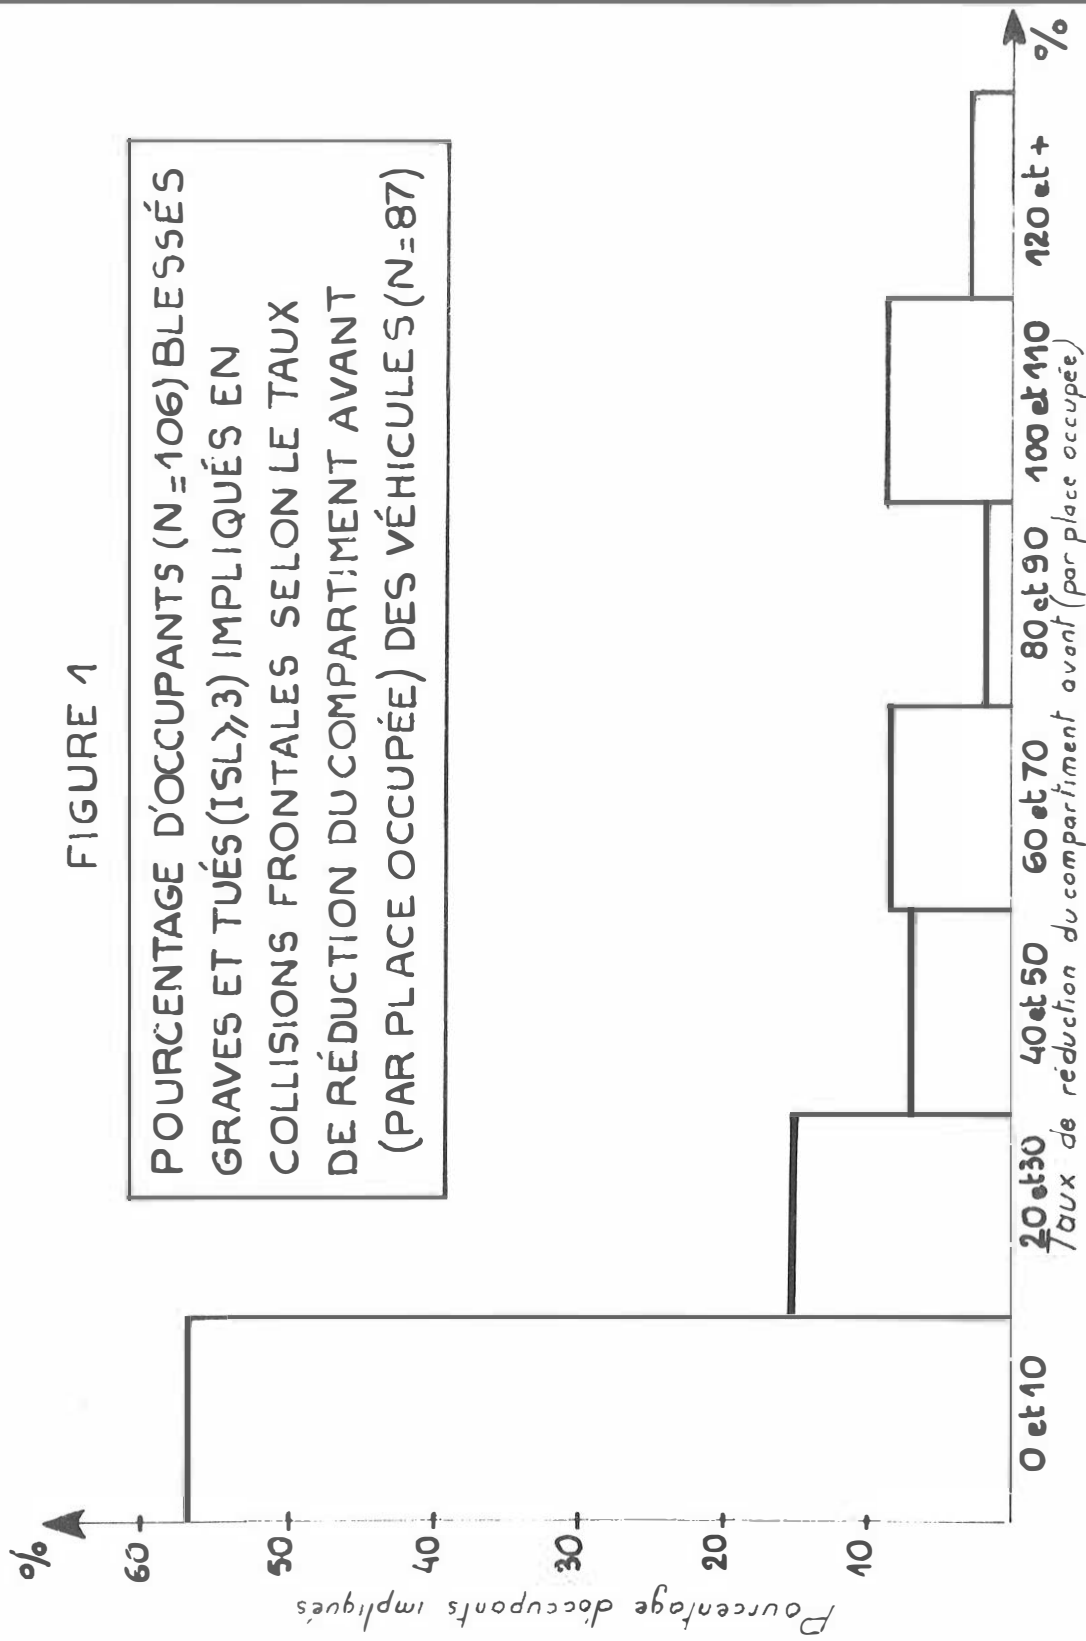 FIGURE 1
POURCENTAGE D'OCCUPANTS (N=106) BLESSÉS
GRAVES ET TUÉS (ISL⩾3) IMPLIQUÉS EN
COLLISIONS FRONTALES SELON LE TAUX
DE RÉDUCTION DU COMPARTIMENT AVANT
(PAR PLACE OCCUPÉE) DES VÉHICULES (N=87)
%
60
50
40
30
20
10
Pourcentage d'occupants impliqués
0 et 10 20 et 30 40 et 50 60 et 70 80 et 90 100 et 110 120 et + %
Taux de réduction du compartiment avant (par place occupée)